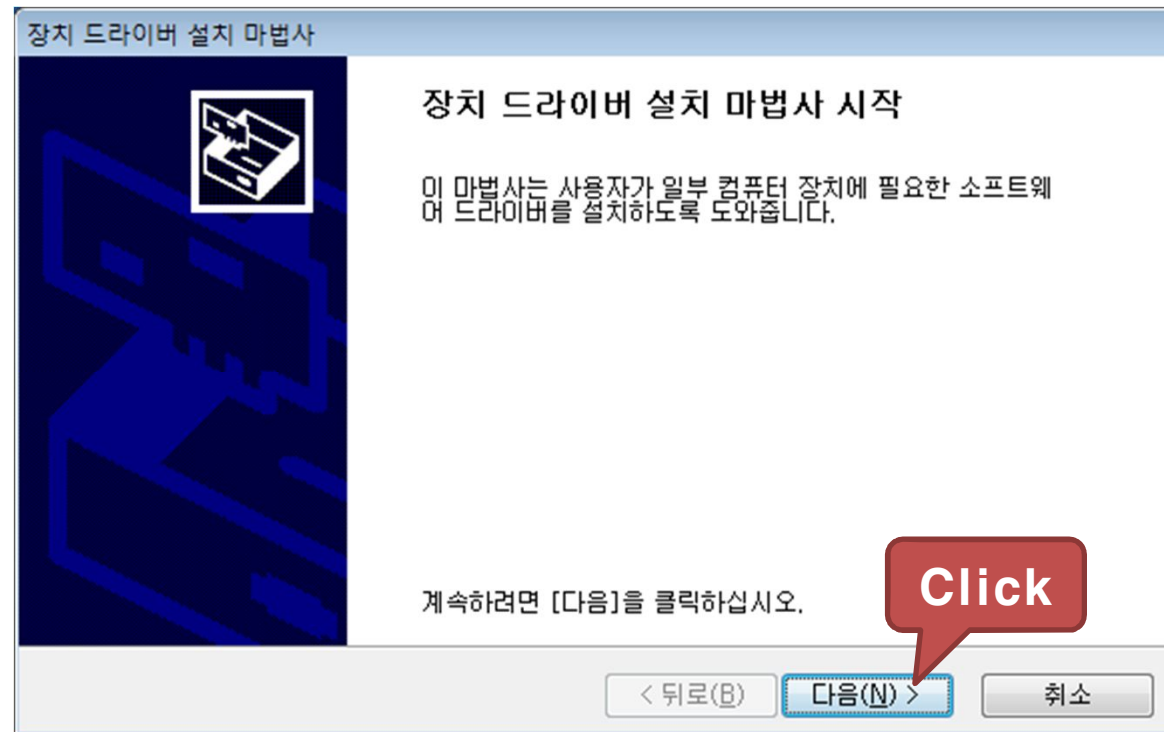 장치 드라이버 설치 마법사
장치 드라이버 설치 마법사 시작
이 마법사는 사용자가 일부 컴퓨터 장치에 필요한 소프트웨
어 드라이버를 설치하도록 도와줍니다.
계속하려면 [다음]을 클릭하십시오.
Click
< 뒤로(B) 다음(N) > 취소